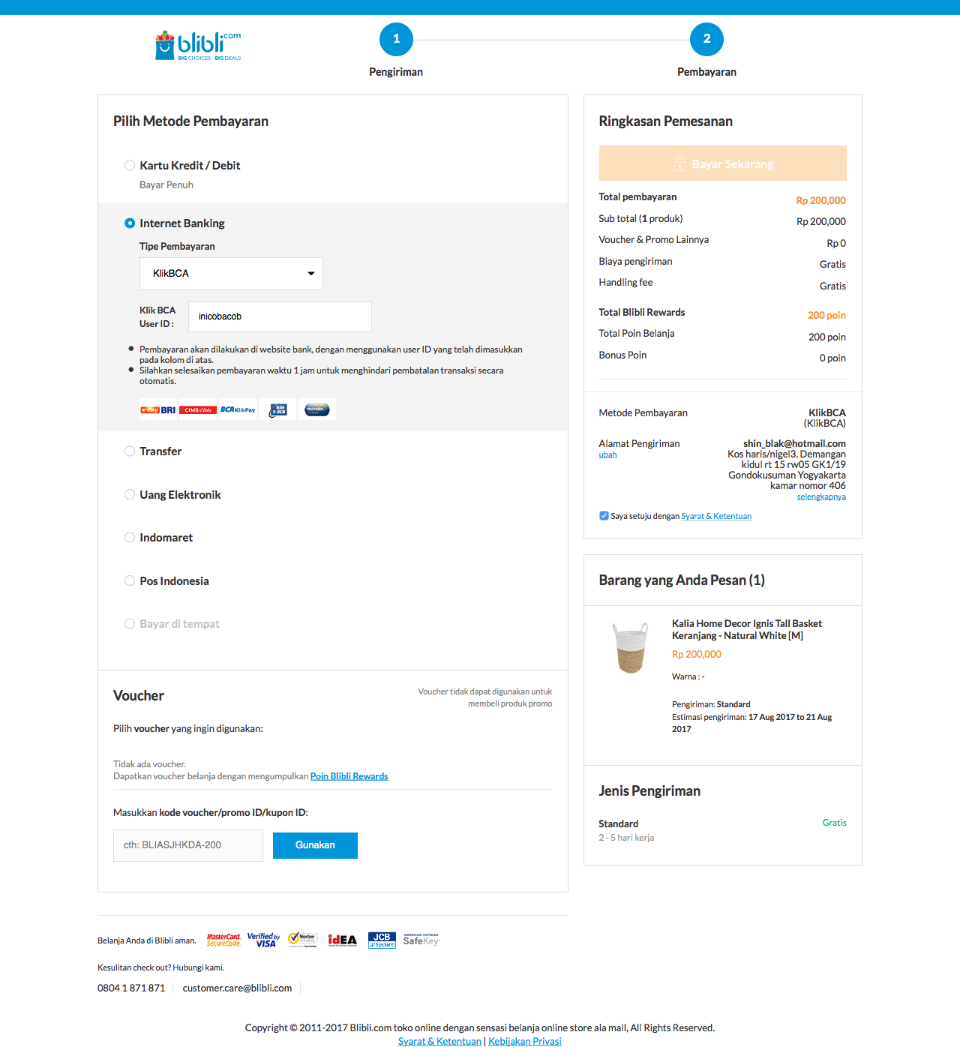 blibli.com
BIG CHOICES BIG DEALS
1
2
Pengiriman
Pembayaran
Pilih Metode Pembayaran
Kartu Kredit / Debit
Bayar Penuh
Internet Banking
Tipe Pembayaran
KlikBCA
Klik BCA
User ID :
inicobacob
Pembayaran akan dilakukan di website bank, dengan menggunakan user ID yang telah dimasukkan
pada kolom di atas.
Silahkan selesaikan pembayaran waktu 1 jam untuk menghindari pembatalan transaksi secara
otomatis.
e-Pay BRI CIMB Clicks BCA KlikPay
Transfer
Uang Elektronik
Indomaret
Pos Indonesia
Bayar di tempat
Voucher
Voucher tidak dapat digunakan untuk
membeli produk promo
Pilih voucher yang ingin digunakan:
Tidak ada voucher.
Dapatkan voucher belanja dengan mengumpulkan Poin Blibli Rewards
Masukkan kode voucher/promo ID/kupon ID:
cth: BLIASJHKDA-200
Gunakan
Ringkasan Pemesanan
Bayar Sekarang
Total pembayaran Rp 200,000
Sub total (1 produk) Rp 200,000
Voucher & Promo Lainnya Rp 0
Biaya pengiriman Gratis
Handling fee Gratis
Total Blibli Rewards 200 poin
Total Poin Belanja 200 poin
Bonus Poin 0 poin
Metode Pembayaran KlikBCA
(KlikBCA)
Alamat Pengiriman shin_blak@hotmail.com
ubah
Kos haris/nigel3. Demangan
kidul rt 15 rw05 GK1/19
Gondokusuman Yogyakarta
kamar nomor 406
selengkapnya
Saya setuju dengan Syarat & Ketentuan
Barang yang Anda Pesan (1)
Kalia Home Decor Ignis Tall Basket
Keranjang - Natural White [M]
Rp 200,000
Warna : -
Pengiriman: Standard
Estimasi pengiriman: 17 Aug 2017 to 21 Aug
2017
Jenis Pengiriman
Standard Gratis
2 - 5 hari kerja
Belanja Anda di Blibli aman.
MasterCard. SecureCode.
Verified by VISA
Norton
idEA
JCB J/Secure
SafeKey
Kesulitan check out? Hubungi kami.
0804 1 871 871 customer.care@blibli.com
Copyright © 2011-2017 Blibli.com toko online dengan sensasi belanja online store ala mall, All Rights Reserved.
Syarat & Ketentuan | Kebijakan Privasi